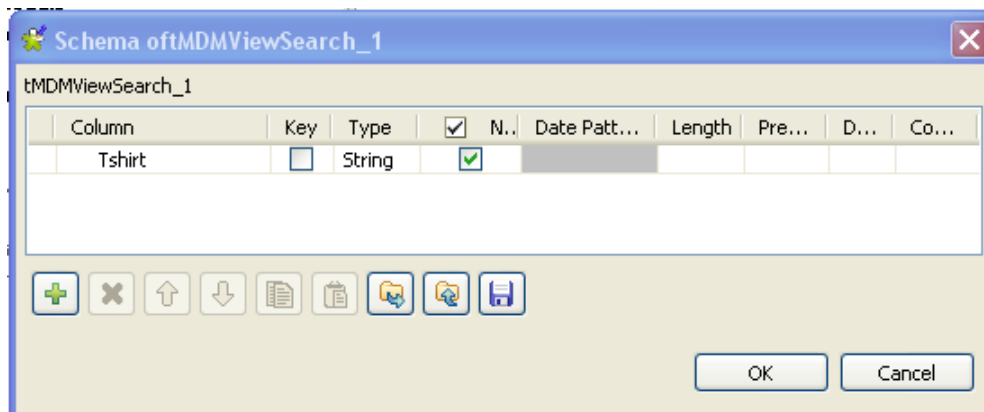 Schema oftMDMViewSearch_1
tMDMViewSearch_1
Column Key Type N.. Date Patt... Length Pre... D... Co...
Tshirt String
OK Cancel